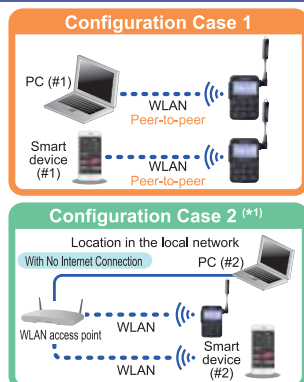 Configuration Case 1
PC (#1)
WLAN
Peer-to-peer
Smart
device
(#1)
WLAN
Peer-to-peer
Configuration Case 2 (*1)
Location in the local network
With No Internet Connection
PC (#2)
WLAN access point
WLAN
WLAN
Smart
device
(#2)